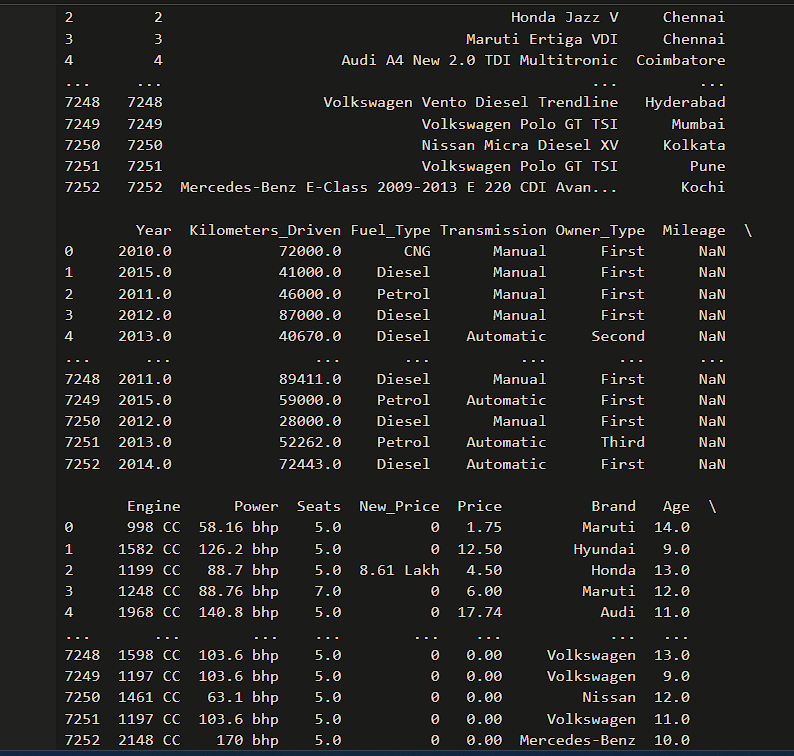 2 2 Honda Jazz V Chennai
3 3 Maruti Ertiga VDI Chennai
4 4 Audi A4 New 2.0 TDI Multitronic Coimbatore
... ... ... ...
7248 7248 Volkswagen Vento Diesel Trendline Hyderabad
7249 7249 Volkswagen Polo GT TSI Mumbai
7250 7250 Nissan Micra Diesel XV Kolkata
7251 7251 Volkswagen Polo GT TSI Pune
7252 7252 Mercedes-Benz E-Class 2009-2013 E 220 CDI Avan... Kochi
Year Kilometers_Driven Fuel_Type Transmission Owner_Type Mileage \
0 2010.0 72000.0 CNG Manual First NaN
1 2015.0 41000.0 Diesel Manual First NaN
2 2011.0 46000.0 Petrol Manual First NaN
3 2012.0 87000.0 Diesel Manual First NaN
4 2013.0 40670.0 Diesel Automatic Second NaN
... ... ... ... ... ... ...
7248 2011.0 89411.0 Diesel Manual First NaN
7249 2015.0 59000.0 Petrol Automatic First NaN
7250 2012.0 28000.0 Diesel Manual First NaN
7251 2013.0 52262.0 Petrol Automatic Third NaN
7252 2014.0 72443.0 Diesel Automatic First NaN
Engine Power Seats New_Price Price Brand Age \
0 998 CC 58.16 bhp 5.0 0 1.75 Maruti 14.0
1 1582 CC 126.2 bhp 5.0 0 12.50 Hyundai 9.0
2 1199 CC 88.7 bhp 5.0 8.61 Lakh 4.50 Honda 13.0
3 1248 CC 88.76 bhp 7.0 0 6.00 Maruti 12.0
4 1968 CC 140.8 bhp 5.0 0 17.74 Audi 11.0
... ... ... ... ... ... ... ...
7248 1598 CC 103.6 bhp 5.0 0 0.00 Volkswagen 13.0
7249 1197 CC 103.6 bhp 5.0 0 0.00 Volkswagen 9.0
7250 1461 CC 63.1 bhp 5.0 0 0.00 Nissan 12.0
7251 1197 CC 103.6 bhp 5.0 0 0.00 Volkswagen 11.0
7252 2148 CC 170 bhp 5.0 0 0.00 Mercedes-Benz 10.0